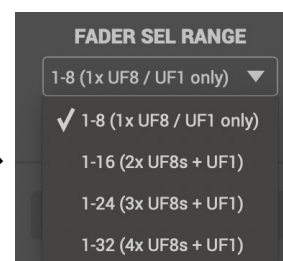 FADER SEL RANGE
1-8 (1x UF8 / UF1 only)
1-8 (1x UF8 / UF1 only)
1-16 (2x UF8s + UF1)
1-24 (3x UF8s + UF1)
1-32 (4x UF8s + UF1)